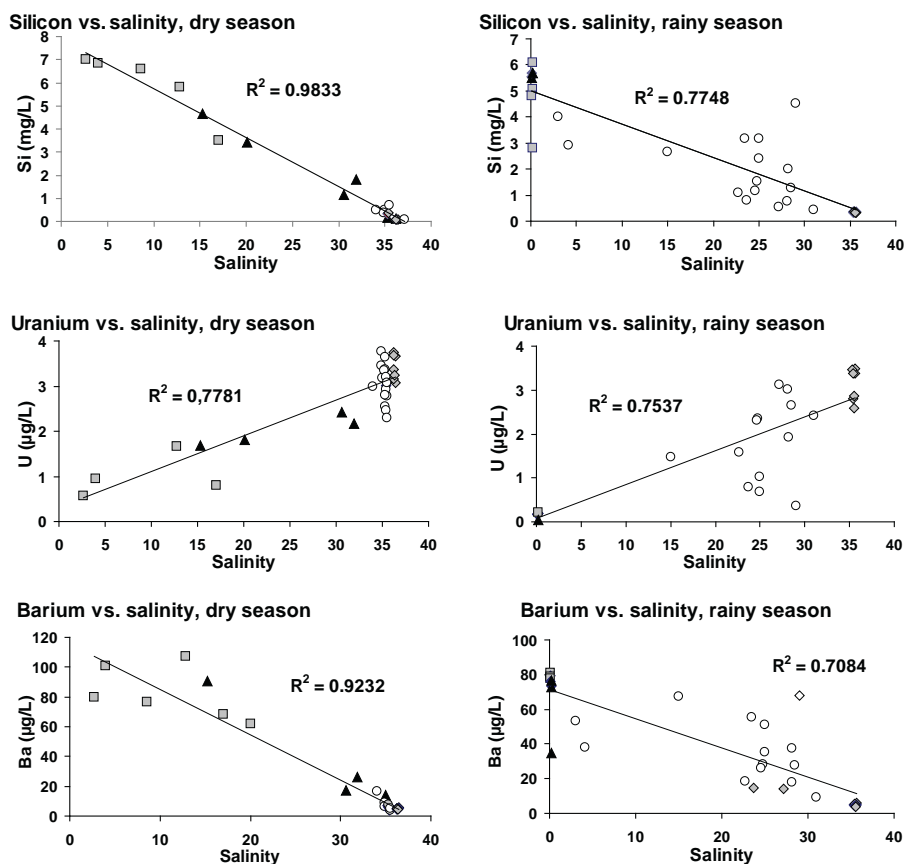 Silicon vs. salinity, dry season
Si (mg/L)
8
7
6
5
4
3
2
1
0
R² = 0.9833
0 5 10 15 20 25 30 35 40
Salinity
Silicon vs. salinity, rainy season
Si (mg/L)
7
6
5
4
3
2
1
0
R² = 0.7748
0 5 10 15 20 25 30 35 40
Salinity
Uranium vs. salinity, dry season
U (µg/L)
4
3
2
1
0
R² = 0,7781
0 5 10 15 20 25 30 35 40
Salinity
Uranium vs. salinity, rainy season
U (µg/L)
4
3
2
1
0
R² = 0.7537
0 5 10 15 20 25 30 35 40
Salinity
Barium vs. salinity, dry season
Ba (µg/L)
120
100
80
60
40
20
0
R² = 0.9232
0 10 20 30 40
Salinity
Barium vs. salinity, rainy season
Ba (µg/L)
100
80
60
40
20
0
R² = 0.7084
0 5 10 15 20 25 30 35 40
Salinity